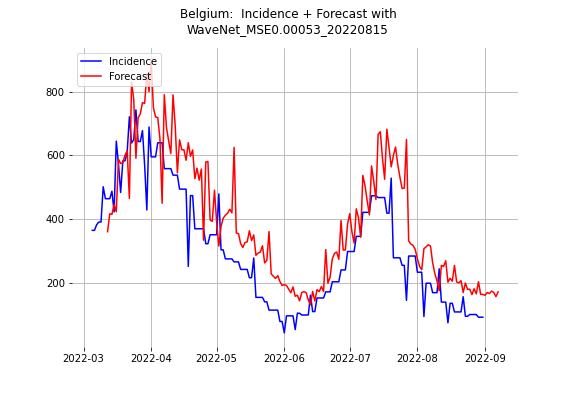 Belgium:  Incidence + Forecast with
WaveNet_MSE0.00053_20220815
Incidence
Forecast
800
600
400
200
2022-03 2022-04 2022-05 2022-06 2022-07 2022-08 2022-09